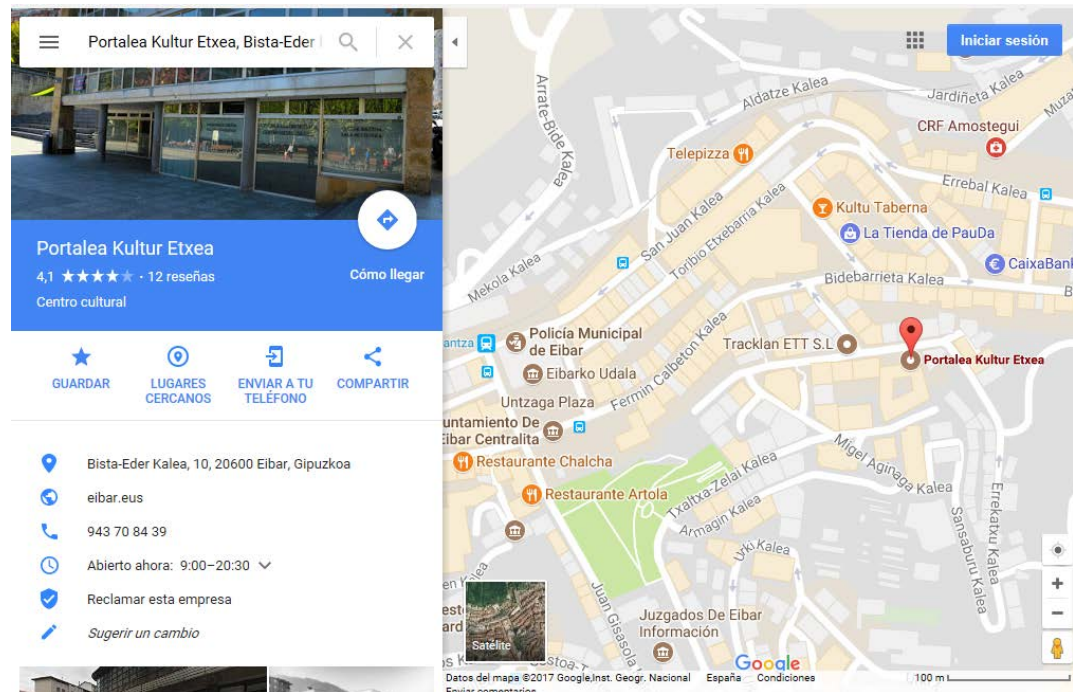 Portalea Kultur Etxea, Bista-Eder
Portalea Kultur Etxea
4,1 ★★★★★ · 12 reseñas
Cómo llegar
Centro cultural
GUARDAR
LUGARES
CERCANOS
ENVIAR A TU
TELÉFONO
COMPARTIR
Bista-Eder Kalea, 10, 20600 Eibar, Gipuzkoa
eibar.eus
943 70 84 39
Abierto ahora: 9:00–20:30
Reclamar esta empresa
Sugerir un cambio
Iniciar sesión
Arrate-Bide Kalea
Aldatze Kalea
Jardiñeta Kalea
CRF Amostegui
Telepizza
Errebal Kalea
Kultu Taberna
La Tienda de PauDa
CaixaBank
San Juan Kalea
Toribio Etxebarria Kalea
Mekola Kalea
Bidebarrieta Kalea
Policía Municipal
de Eibar
Tracklan ETT S.L
Portalea Kultur Etxea
Eibarko Udala
Fermin Calbeton Kalea
Untzaga Plaza
untamiento De
Eibar Centralita
Restaurante Chalcha
Restaurante Artola
Txaltxa-Zelai Kalea
Armagin Kalea
Migel Aginaga Kalea
Errekatxu Kalea
Sansaburu Kalea
Urki Kalea
Juan Gisasola
Juzgados De Eibar
Información
Satélite
Google
Datos del mapa ©2017 Google,Inst. Geogr. Nacional España Condiciones
100 m
Enviar comentarios